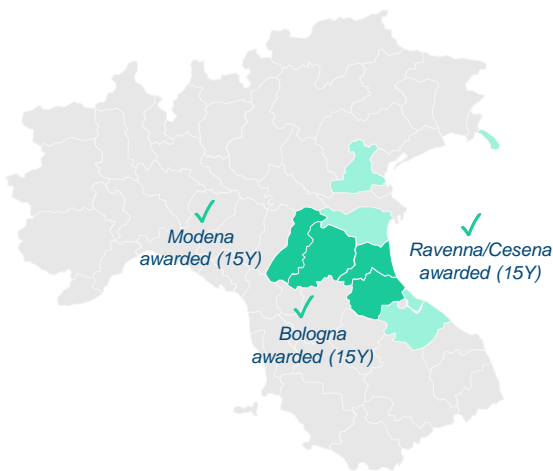 Modena
awarded (15Y)
Ravenna/Cesena
awarded (15Y)
Bologna
awarded (15Y)